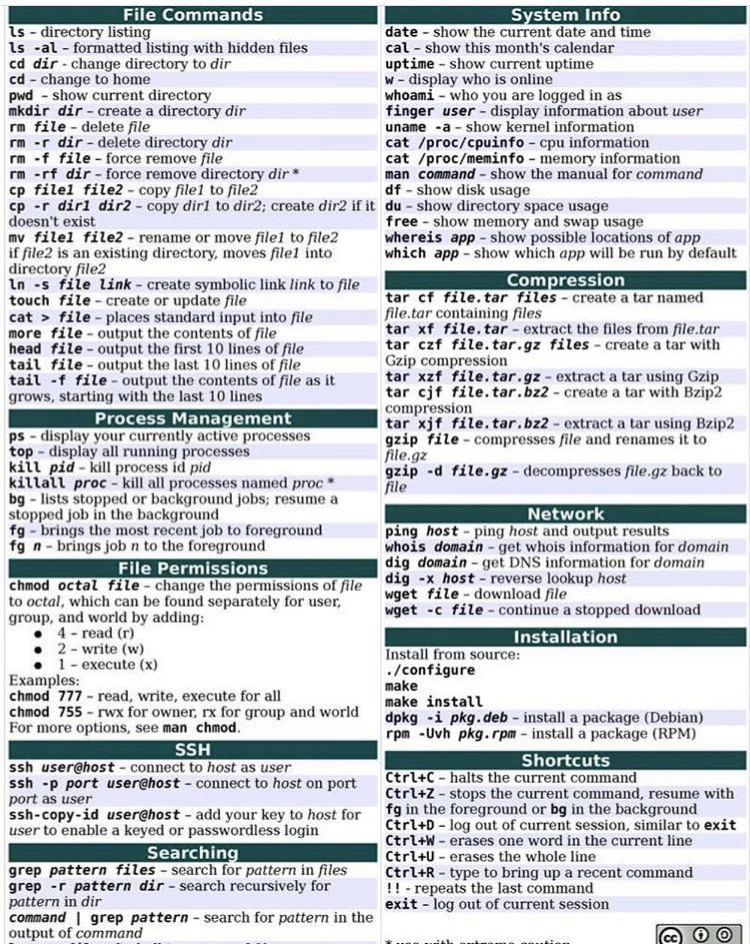 File Commands
ls – directory listing
ls -al – formatted listing with hidden files
cd dir - change directory to dir
cd – change to home
pwd – show current directory
mkdir dir – create a directory dir
rm file – delete file
rm -r dir – delete directory dir
rm -f file – force remove file
rm -rf dir – force remove directory dir *
cp file1 file2 – copy file1 to file2
cp -r dir1 dir2 – copy dir1 to dir2; create dir2 if it
doesn't exist
mv file1 file2 – rename or move file1 to file2
if file2 is an existing directory, moves file1 into
directory file2
ln -s file link – create symbolic link link to file
touch file – create or update file
cat > file – places standard input into file
more file – output the contents of file
head file – output the first 10 lines of file
tail file – output the last 10 lines of file
tail -f file – output the contents of file as it
grows, starting with the last 10 lines
Process Management
ps – display your currently active processes
top – display all running processes
kill pid – kill process id pid
killall proc – kill all processes named proc *
bg – lists stopped or background jobs; resume a
stopped job in the background
fg – brings the most recent job to foreground
fg n – brings job n to the foreground
File Permissions
chmod octal file – change the permissions of file
to octal, which can be found separately for user,
group, and world by adding:
● 4 – read (r)
● 2 – write (w)
● 1 – execute (x)
Examples:
chmod 777 – read, write, execute for all
chmod 755 – rwx for owner, rx for group and world
For more options, see man chmod.
SSH
ssh user@host – connect to host as user
ssh -p port user@host – connect to host on port
port as user
ssh-copy-id user@host – add your key to host for
user to enable a keyed or passwordless login
Searching
grep pattern files – search for pattern in files
grep -r pattern dir – search recursively for
pattern in dir
command | grep pattern – search for pattern in the
output of command
System Info
date – show the current date and time
cal – show this month's calendar
uptime – show current uptime
w – display who is online
whoami – who you are logged in as
finger user – display information about user
uname -a – show kernel information
cat /proc/cpuinfo – cpu information
cat /proc/meminfo – memory information
man command – show the manual for command
df – show disk usage
du – show directory space usage
free – show memory and swap usage
whereis app – show possible locations of app
which app – show which app will be run by default
Compression
tar cf file.tar files – create a tar named
file.tar containing files
tar xf file.tar – extract the files from file.tar
tar czf file.tar.gz files – create a tar with
Gzip compression
tar xzf file.tar.gz – extract a tar using Gzip
tar cjf file.tar.bz2 – create a tar with Bzip2
compression
tar xjf file.tar.bz2 – extract a tar using Bzip2
gzip file – compresses file and renames it to
file.gz
gzip -d file.gz – decompresses file.gz back to
file
Network
ping host – ping host and output results
whois domain – get whois information for domain
dig domain – get DNS information for domain
dig -x host – reverse lookup host
wget file – download file
wget -c file – continue a stopped download
Installation
Install from source:
./configure
make
make install
dpkg -i pkg.deb – install a package (Debian)
rpm -Uvh pkg.rpm – install a package (RPM)
Shortcuts
Ctrl+C – halts the current command
Ctrl+Z – stops the current command, resume with
fg in the foreground or bg in the background
Ctrl+D – log out of current session, similar to exit
Ctrl+W – erases one word in the current line
Ctrl+U – erases the whole line
Ctrl+R – type to bring up a recent command
!! - repeats the last command
exit – log out of current session
* use with extreme caution
cc